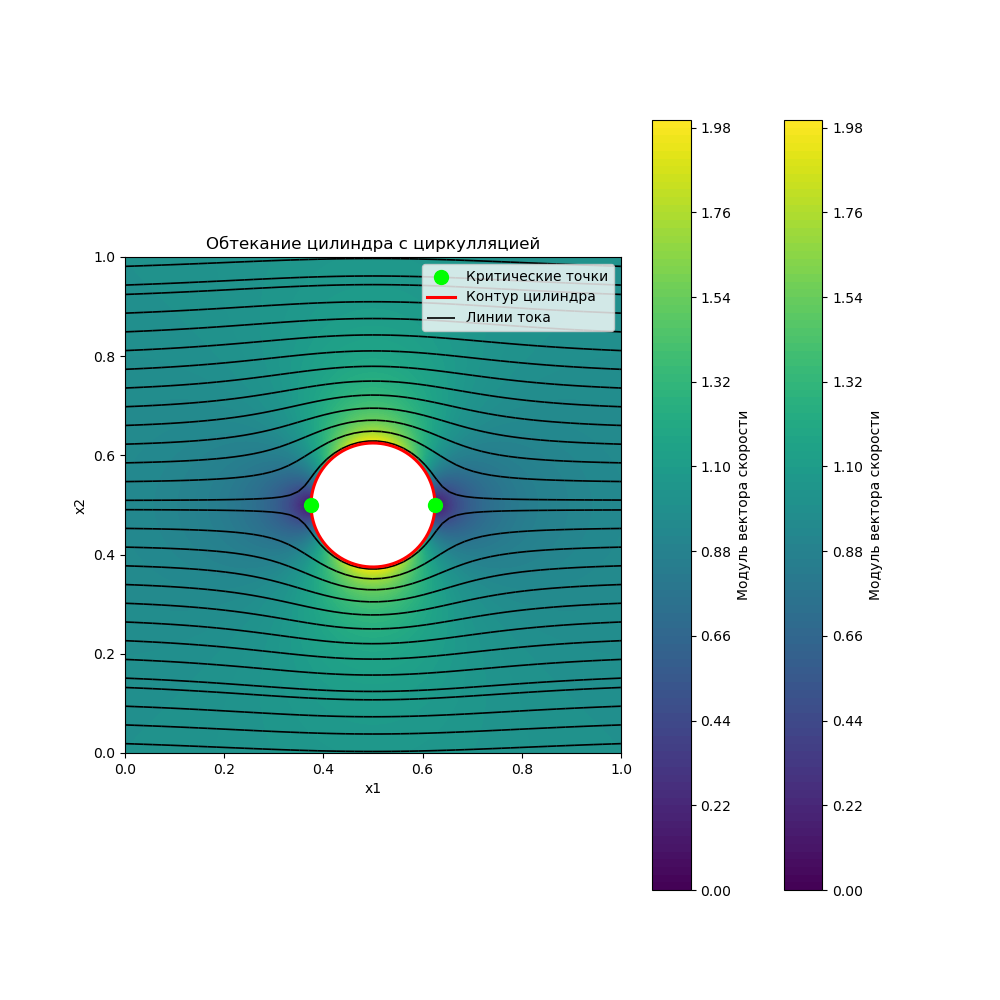 Обтекание цилиндра с циркулляцией
Критические точки
Контур цилиндра
Линии тока
1.0
0.8
0.6
0.4
0.2
0.0
x2
0.0 0.2 0.4 0.6 0.8 1.0
x1
1.98
1.76
1.54
1.32
1.10
0.88
0.66
0.44
0.22
0.00
Модуль вектора скорости
1.98
1.76
1.54
1.32
1.10
0.88
0.66
0.44
0.22
0.00
Модуль вектора скорости